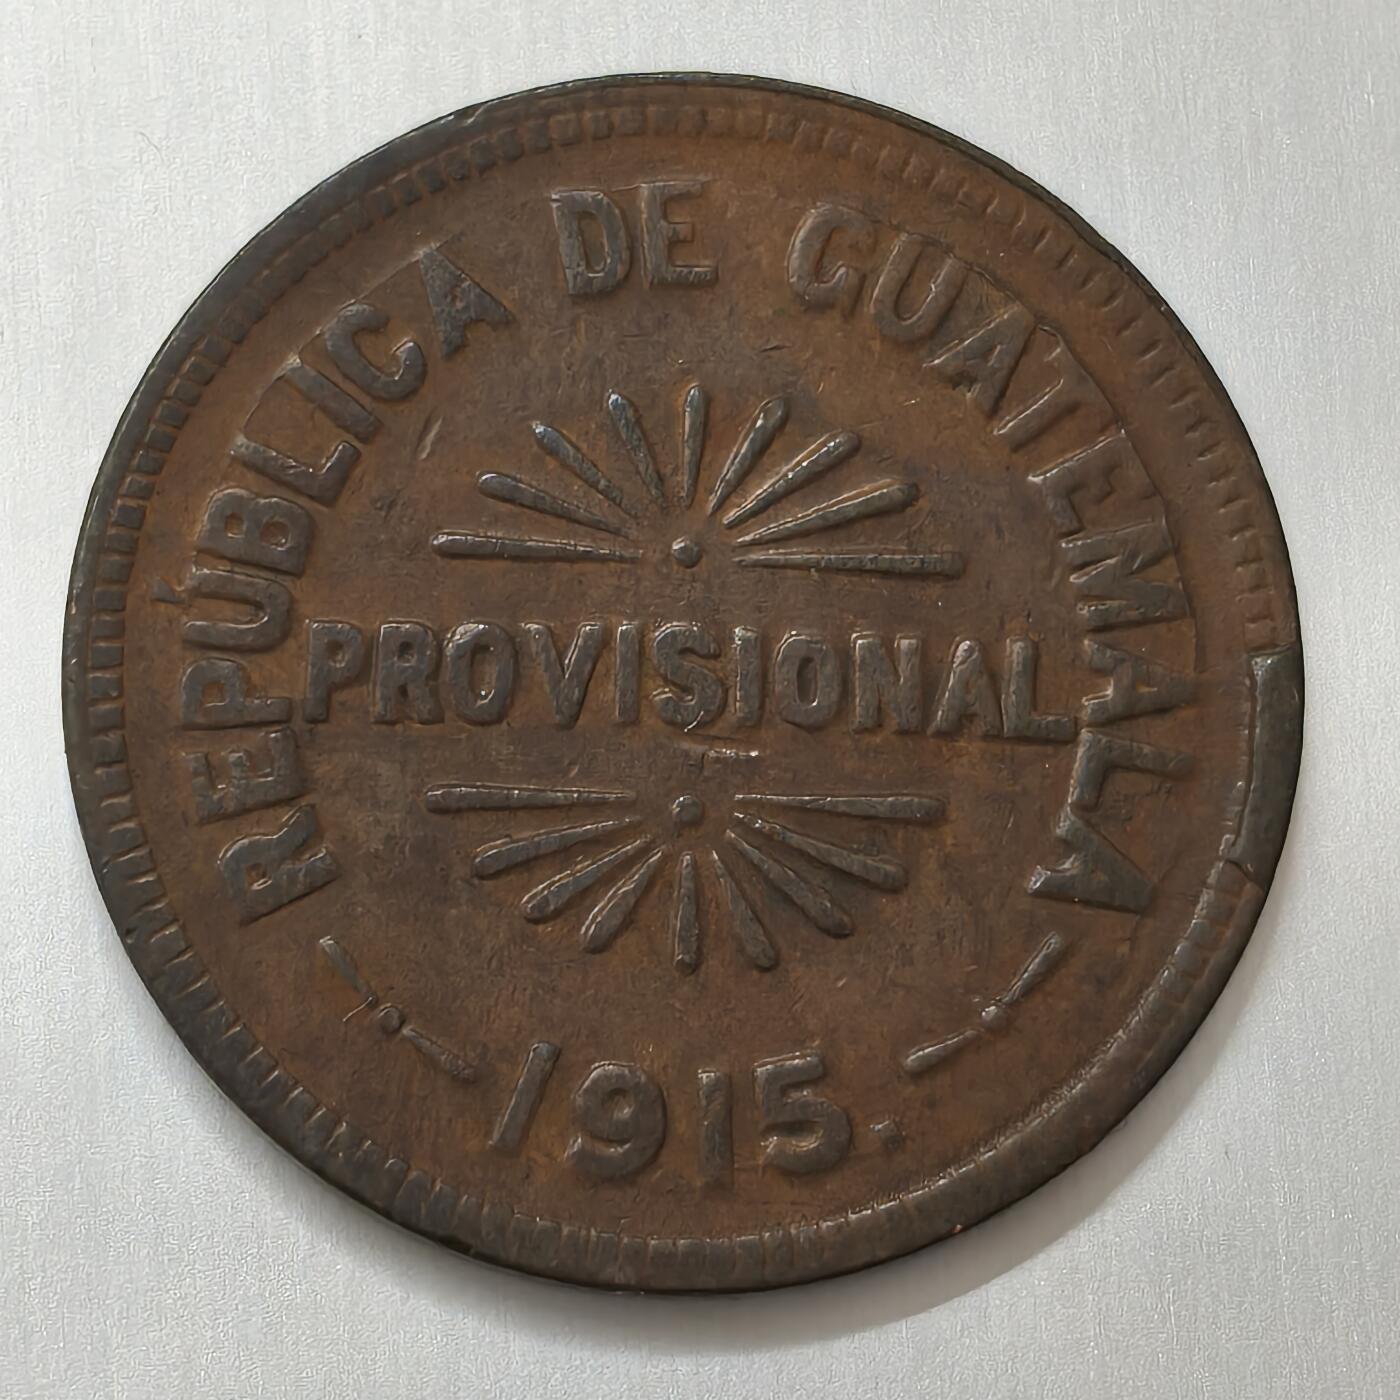 REPÚBLICA DE GUATEMALA
PROVISIONAL
1915.